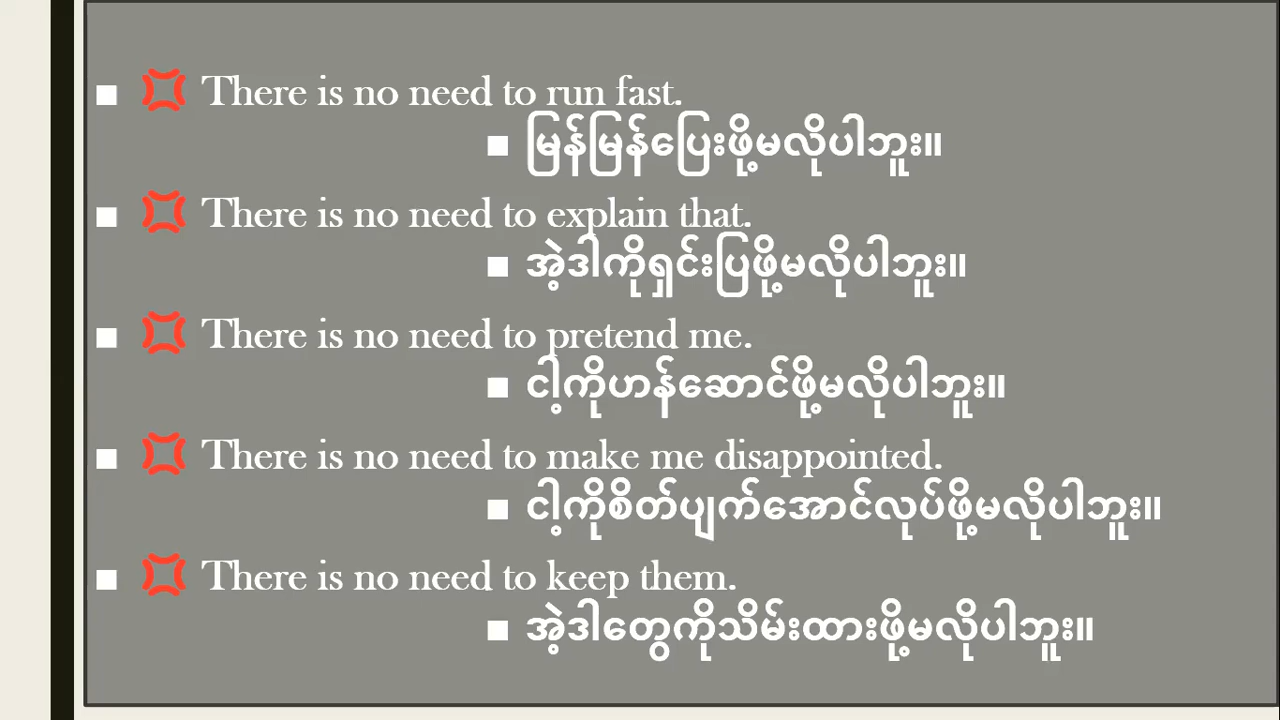 ■ 💢 There is no need to run fast.
■ မြန်မြန်ပြေးဖို့မလိုပါဘူး။
■ 💢 There is no need to explain that.
■ အဲ့ဒါကိုရှင်းပြဖို့မလိုပါဘူး။
■ 💢 There is no need to pretend me.
■ ငါ့ကိုဟန်ဆောင်ဖို့မလိုပါဘူး။
■ 💢 There is no need to make me disappointed.
■ ငါ့ကိုစိတ်ပျက်အောင်လုပ်ဖို့မလိုပါဘူး။
■ 💢 There is no need to keep them.
■ အဲ့ဒါတွေကိုသိမ်းထားဖို့မလိုပါဘူး။